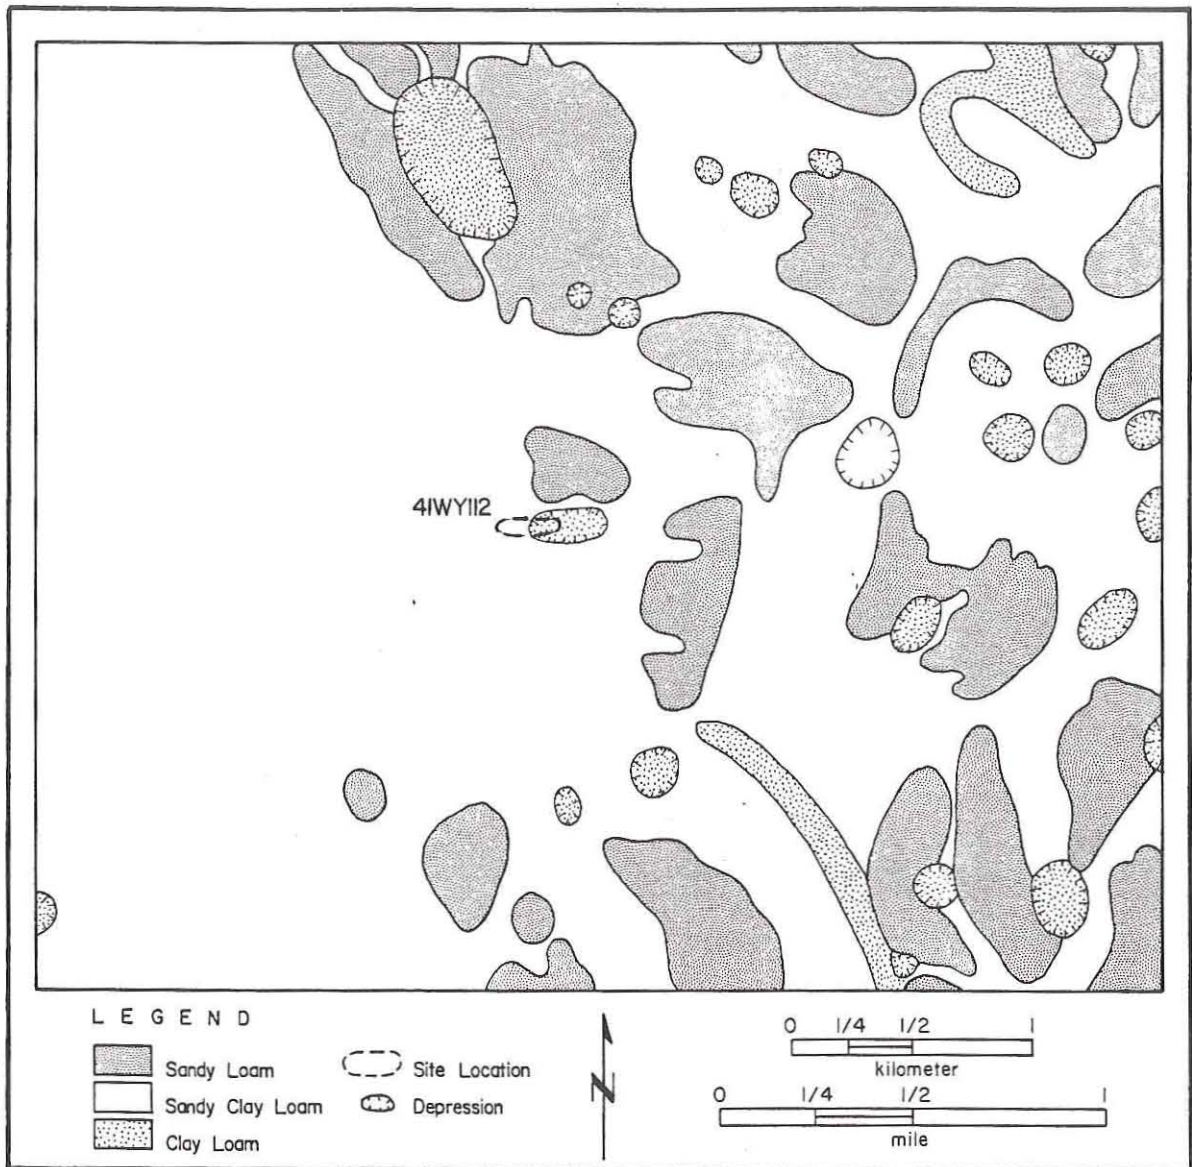 41WY112
L E G E N D
Sandy Loam
Sandy Clay Loam
Clay Loam
Site Location
Depression
N
0 1/4 1/2 1
kilometer
0 1/4 1/2 1
mile